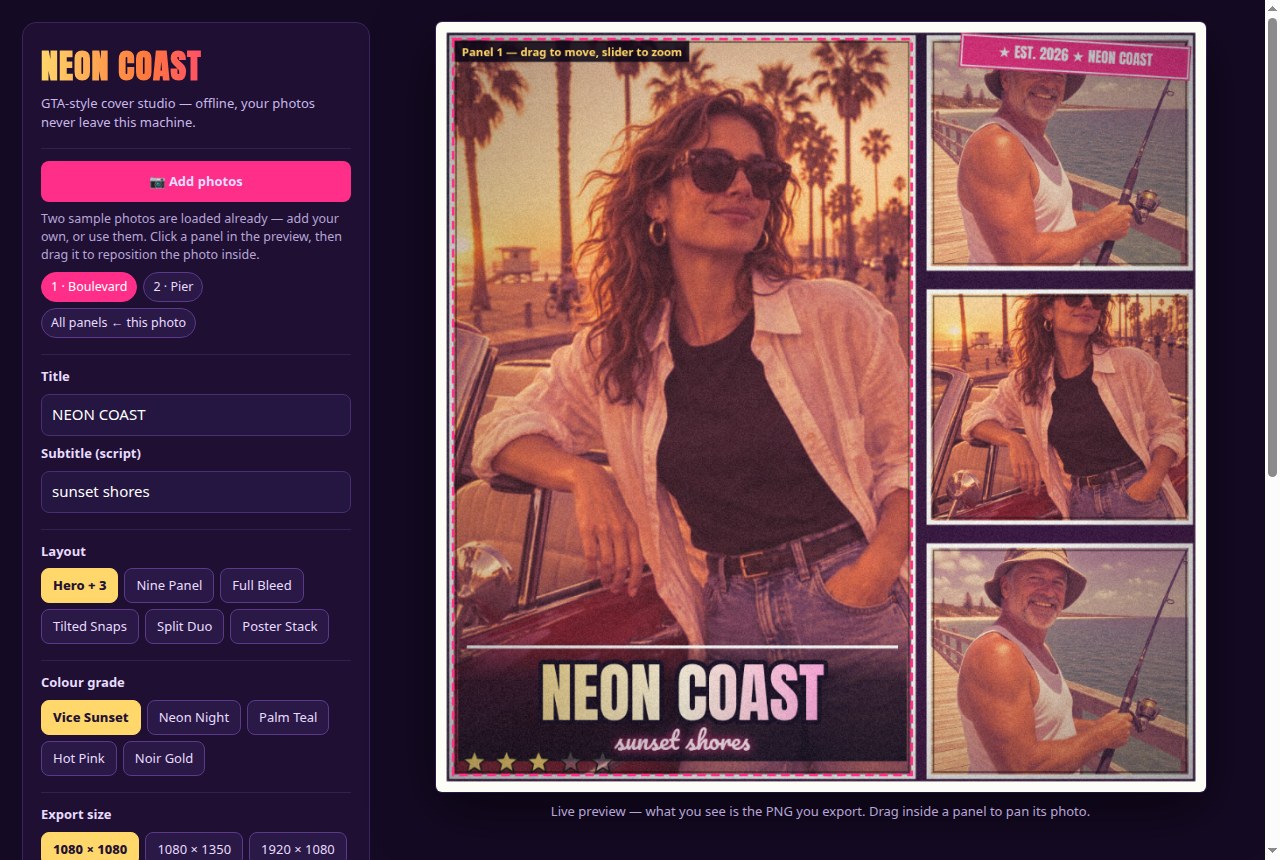 NEON COAST
GTA-style cover studio — offline, your photos
never leave this machine.
📷 Add photos
Two sample photos are loaded already — add your
own, or use them. Click a panel in the preview, then
drag it to reposition the photo inside.
1 · Boulevard
2 · Pier
All panels ← this photo
Title
NEON COAST
Subtitle (script)
sunset shores
Layout
Hero + 3
Nine Panel
Full Bleed
Tilted Snaps
Split Duo
Poster Stack
Colour grade
Vice Sunset
Neon Night
Palm Teal
Hot Pink
Noir Gold
Export size
1080 × 1080
1080 × 1350
1920 × 1080
Panel 1 — drag to move, slider to zoom
★ EST. 2026 ★ NEON COAST
NEON COAST
sunset shores
Live preview — what you see is the PNG you export. Drag inside a panel to pan its photo.